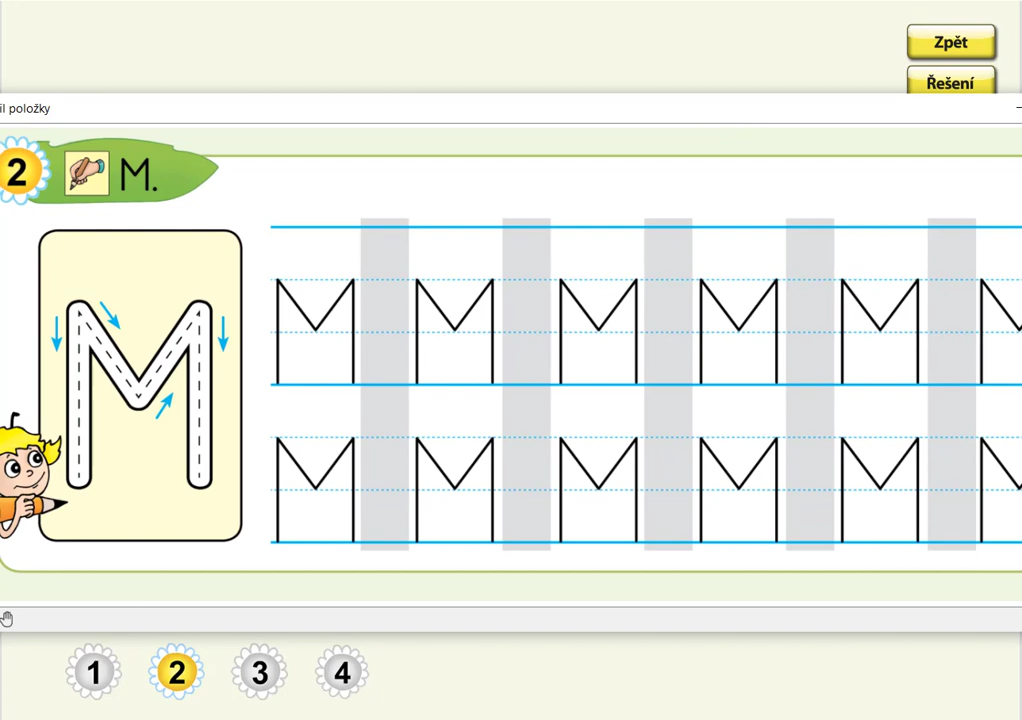 Zpět
Řešení
il položky
2 M.
M
M M M M M M
M M M M M M
1 2 3 4